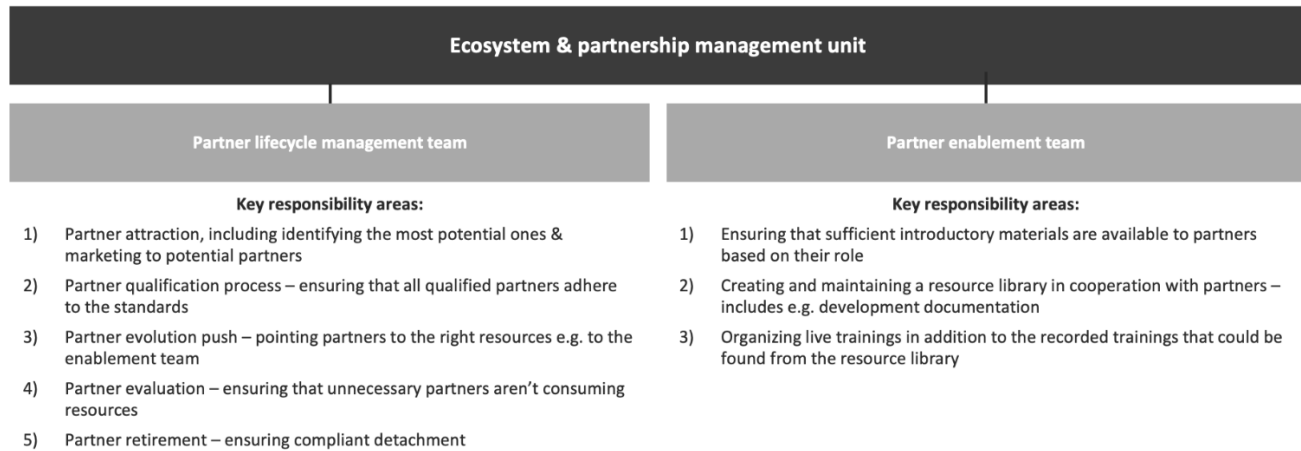 Ecosystem & partnership management unit
Partner lifecycle management team
Key responsibility areas:
1) Partner attraction, including identifying the most potential ones &
marketing to potential partners
2) Partner qualification process – ensuring that all qualified partners adhere
to the standards
3) Partner evolution push – pointing partners to the right resources e.g. to the
enablement team
4) Partner evaluation – ensuring that unnecessary partners aren’t consuming
resources
5) Partner retirement – ensuring compliant detachment
Partner enablement team
Key responsibility areas:
1) Ensuring that sufficient introductory materials are available to partners
based on their role
2) Creating and maintaining a resource library in cooperation with partners –
includes e.g. development documentation
3) Organizing live trainings in addition to the recorded trainings that could be
found from the resource library